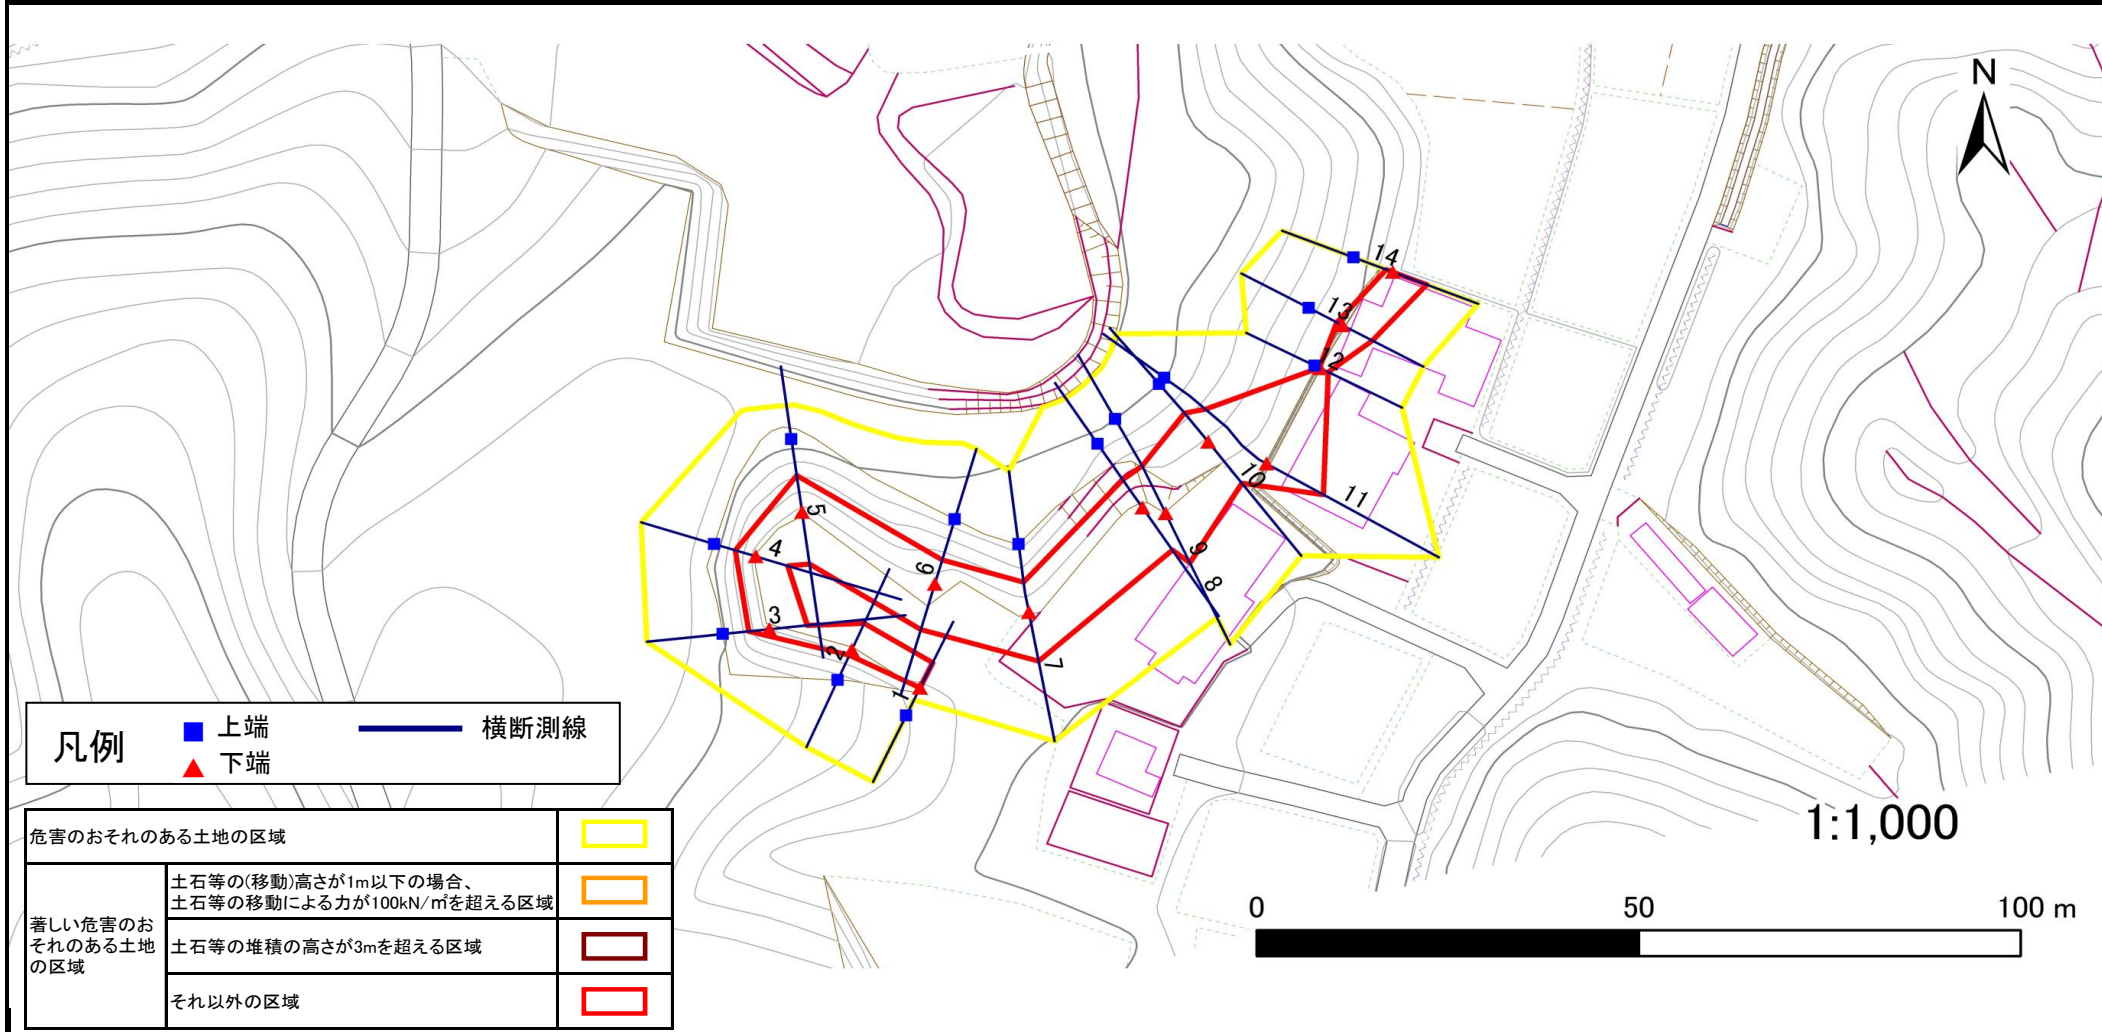 N
14
13
12
11
10
9
8
7
6
5
4
3
2
1
凡例
上端
横断測線
下端
危害のおそれのある土地の区域
著しい危害のお
それのある土地
の区域
土石等の(移動)高さが1m以下の場合、
土石等の移動による力が100kN/㎡を超える区域
土石等の堆積の高さが3mを超える区域
それ以外の区域
1:1,000
0 50 100 m